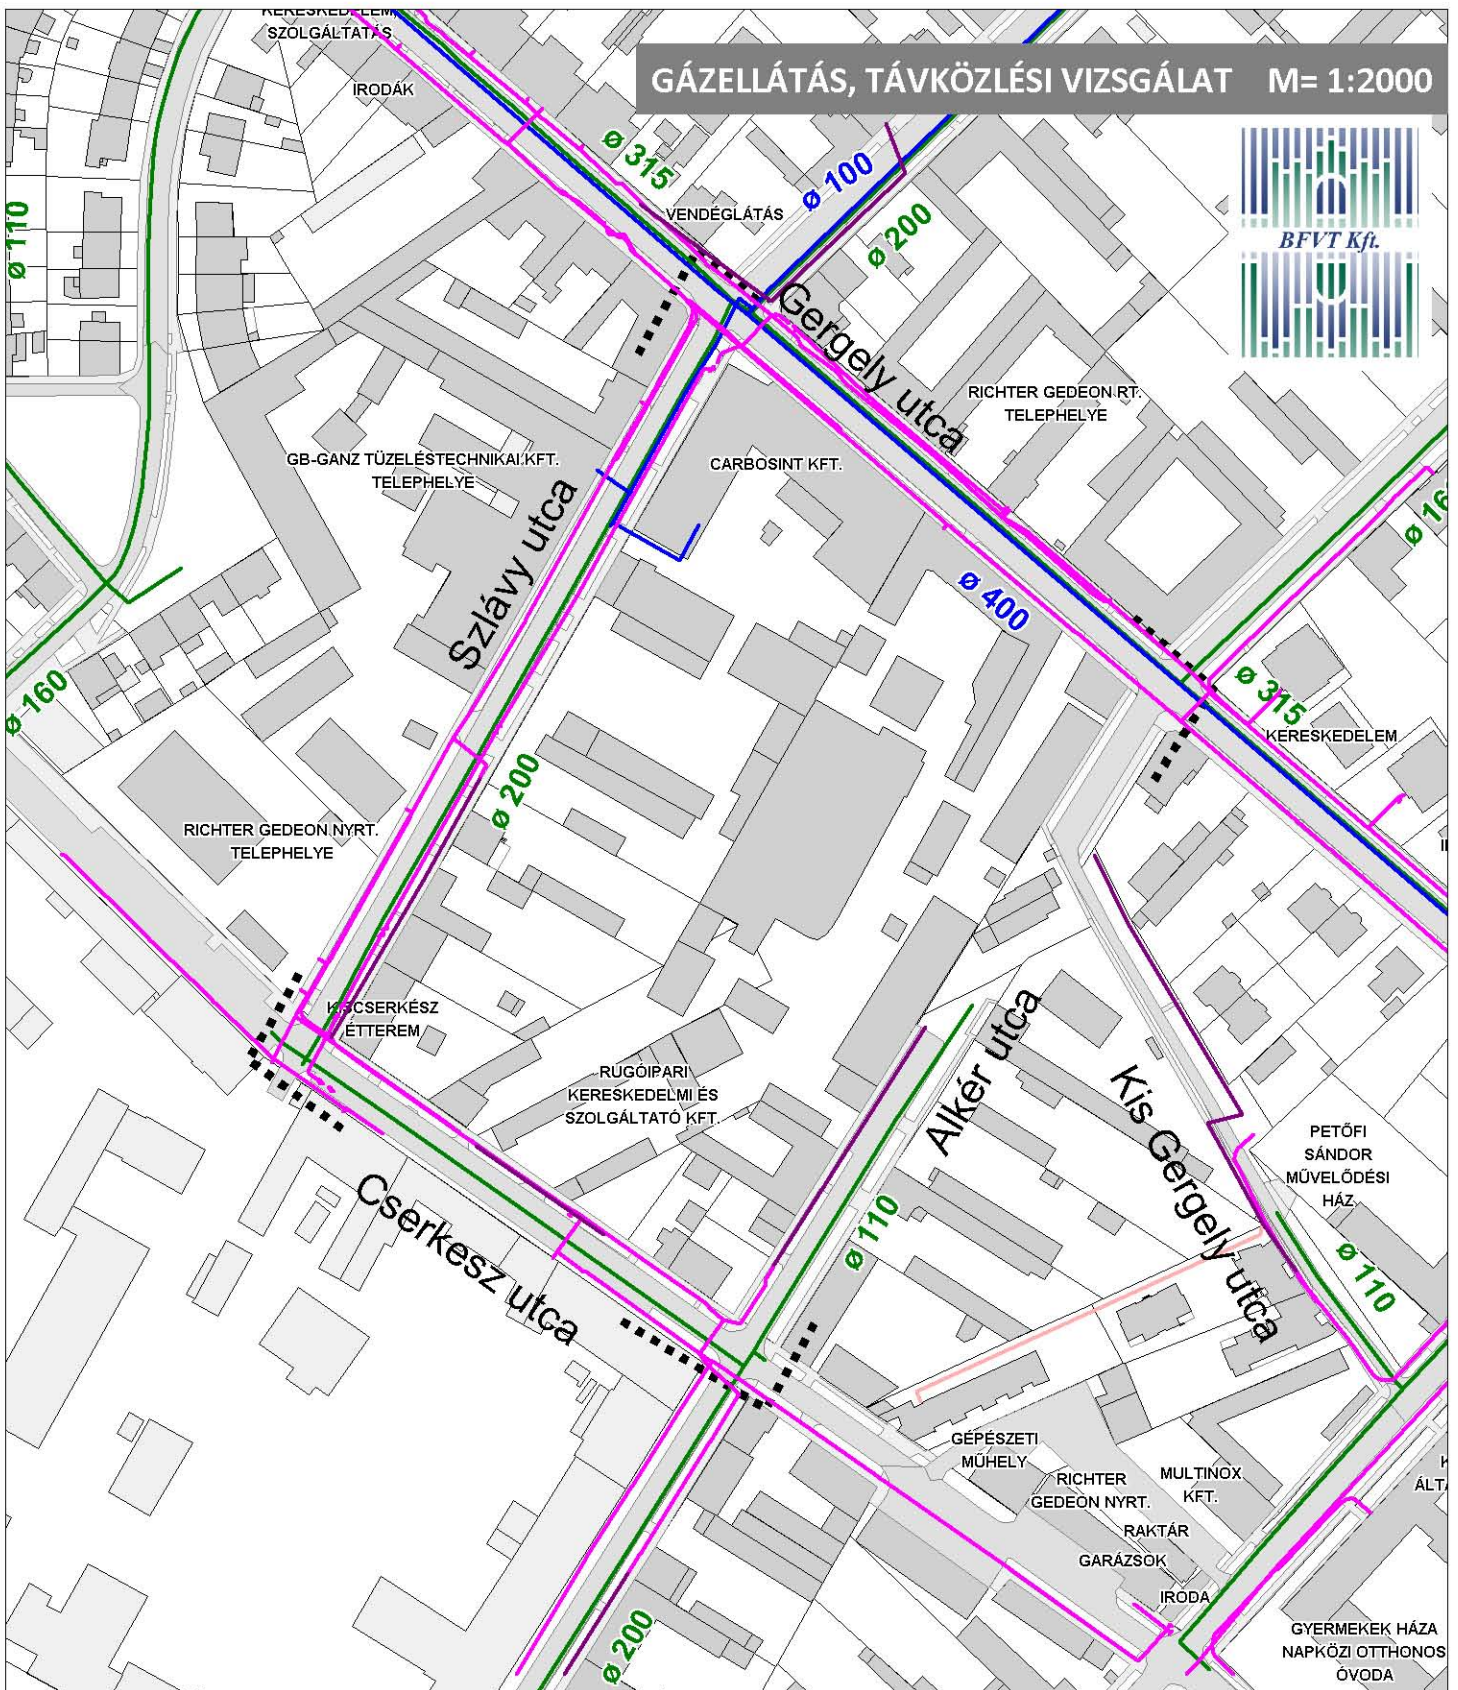 KERESKEDELEM,
SZOLGÁLTATÁS
GÁZELLÁTÁS, TÁVKÖZLÉSI VIZSGÁLAT M= 1:2000
IRODÁK
ø 315
ø 100
VENDÉGLÁTÁS
ø 200
BFVT Kft.
ø 110
Gergely utca
RICHTER GEDEON RT.
TELEPHELYE
GB-GANZ TÜZELÉSTECHNIKAI KFT.
TELEPHELYE
CARBOSINT KFT.
Szlávy utca
ø 400
ø 160
ø 315
KERESKEDELEM
ø 200
RICHTER GEDEON NYRT.
TELEPHELYE
KISCSERKÉSZ
ÉTTEREM
RUGÓIPARI
KERESKEDELMI ÉS
SZOLGÁLTATÓ KFT.
Alkér utca
Kis Gergely utca
PETŐFI
SÁNDOR
MŰVELŐDÉSI
HÁZ
Cserkesz utca
ø 110
ø 110
GÉPÉSZETI
MŰHELY
RICHTER
GEDEON NYRT.
MULTINOX
KFT.
RAKTÁR
GARÁZSOK
IRODA
ø 200
GYERMEKEK HÁZA
NAPKÖZI OTTHONOS
ÓVODA